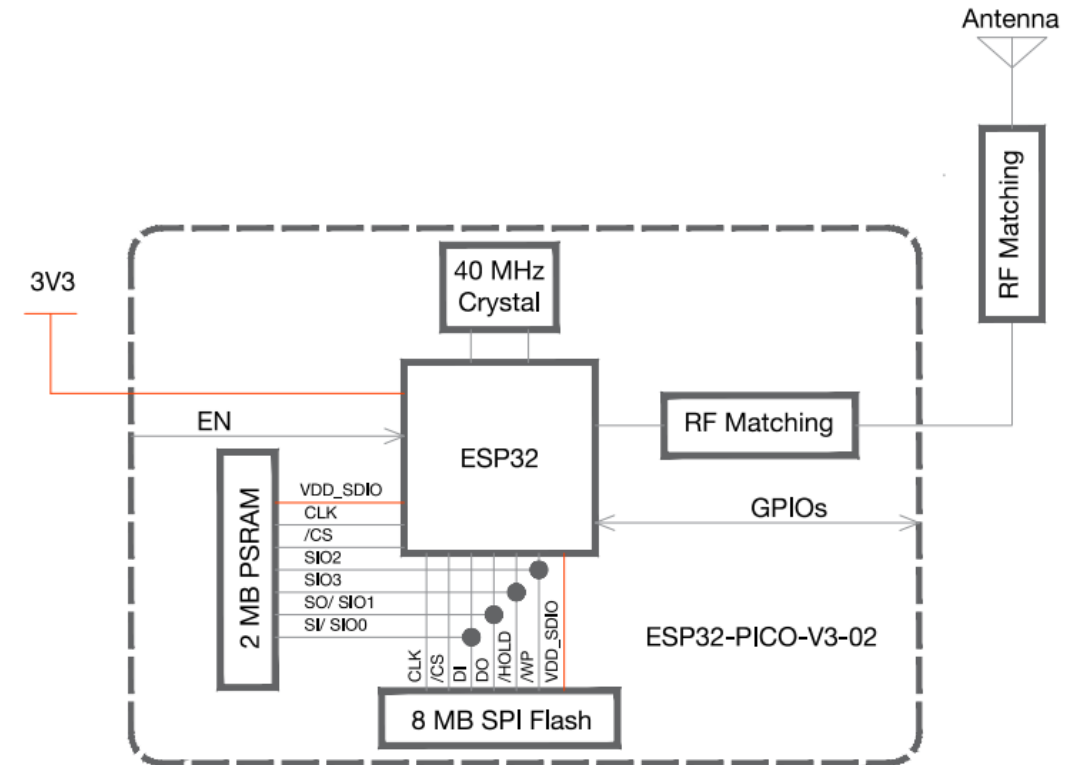 Antenna
RF Matching
3V3
40 MHz
Crystal
EN
ESP32
RF Matching
GPIOs
2 MB PSRAM
VDD_SDIO
CLK
/CS
SIO2
SIO3
SO/ SIO1
SI/ SIO0
CLK
/CS
DI
DO
/HOLD
/WP
VDD_SDIO
ESP32-PICO-V3-02
8 MB SPI Flash